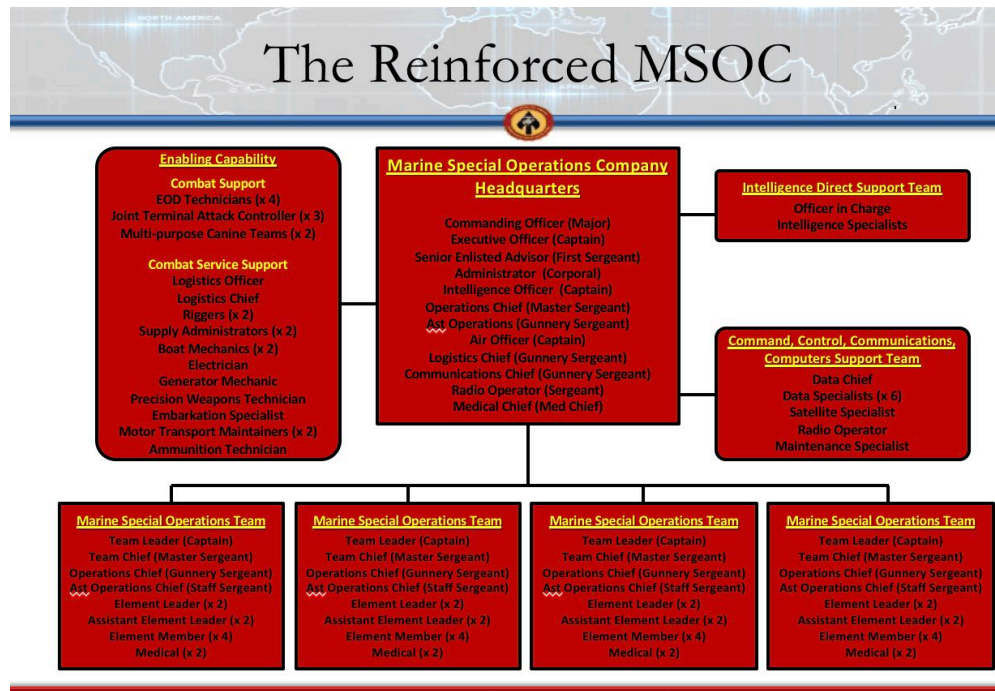 NORTH AMERICA
AFRICA
The Reinforced MSOC
Enabling Capability
Combat Support
EOD Technicians (x 4)
Joint Terminal Attack Controller (x 3)
Multi-purpose Canine Teams (x 2)
Combat Service Support
Logistics Officer
Logistics Chief
Riggers (x 2)
Supply Administrators (x 2)
Boat Mechanics (x 2)
Electrician
Generator Mechanic
Precision Weapons Technician
Embarkation Specialist
Motor Transport Maintainers (x 2)
Ammunition Technician
Marine Special Operations Company
Headquarters
Commanding Officer (Major)
Executive Officer (Captain)
Senior Enlisted Advisor (First Sergeant)
Administrator (Corporal)
Intelligence Officer (Captain)
Operations Chief (Master Sergeant)
Ast Operations (Gunnery Sergeant)
Air Officer (Captain)
Logistics Chief (Gunnery Sergeant)
Communications Chief (Gunnery Sergeant)
Radio Operator (Sergeant)
Medical Chief (Med Chief)
Intelligence Direct Support Team
Officer in Charge
Intelligence Specialists
Command, Control, Communications,
Computers Support Team
Data Chief
Data Specialists (x 6)
Satellite Specialist
Radio Operator
Maintenance Specialist
Marine Special Operations Team
Team Leader (Captain)
Team Chief (Master Sergeant)
Operations Chief (Gunnery Sergeant)
Ast Operations Chief (Staff Sergeant)
Element Leader (x 2)
Assistant Element Leader (x 2)
Element Member (x 4)
Medical (x 2)
Marine Special Operations Team
Team Leader (Captain)
Team Chief (Master Sergeant)
Operations Chief (Gunnery Sergeant)
Ast Operations Chief (Staff Sergeant)
Element Leader (x 2)
Assistant Element Leader (x 2)
Element Member (x 4)
Medical (x 2)
Marine Special Operations Team
Team Leader (Captain)
Team Chief (Master Sergeant)
Operations Chief (Gunnery Sergeant)
Ast Operations Chief (Staff Sergeant)
Element Leader (x 2)
Assistant Element Leader (x 2)
Element Member (x 4)
Medical (x 2)
Marine Special Operations Team
Team Leader (Captain)
Team Chief (Master Sergeant)
Operations Chief (Gunnery Sergeant)
Ast Operations Chief (Staff Sergeant)
Element Leader (x 2)
Assistant Element Leader (x 2)
Element Member (x 4)
Medical (x 2)